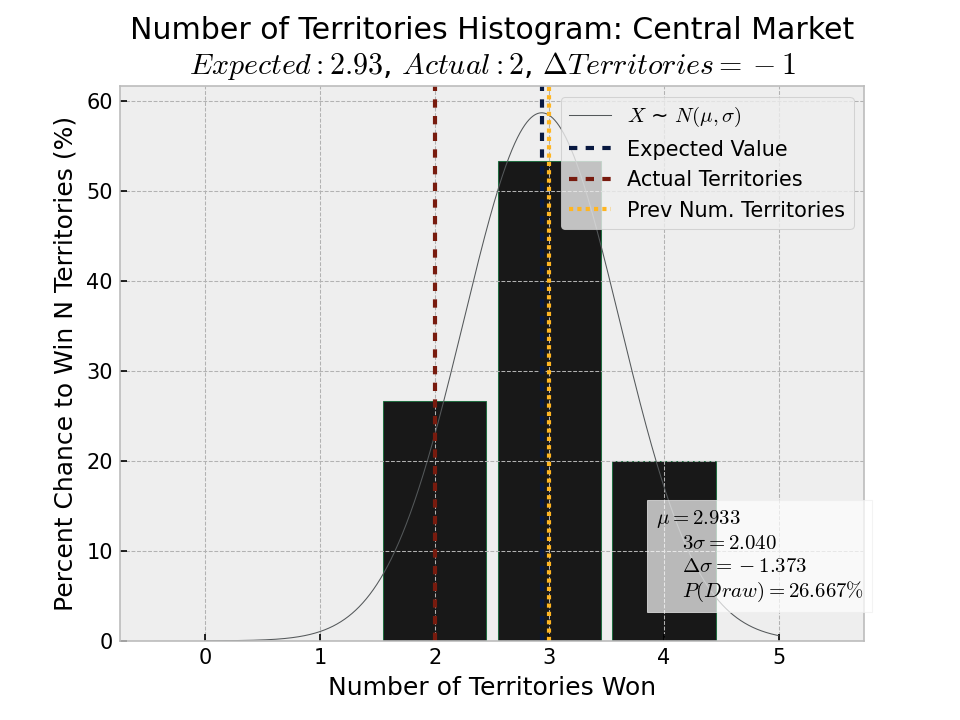 Number of Territories Histogram: Central Market
Expected : 2.93, Actual : 2, ΔTerritories = −1
Percent Chance to Win N Territories (%)
60
50
40
30
20
10
0
X ~ N(μ, σ)
Expected Value
Actual Territories
Prev Num. Territories
μ = 2.933
3σ = 2.040
Δσ = −1.373
P(Draw) = 26.667%
0 1 2 3 4 5
Number of Territories Won